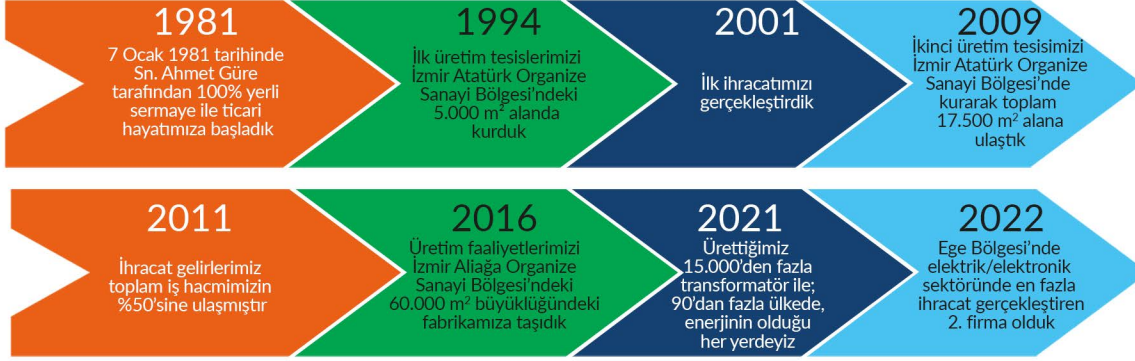 1981
7 Ocak 1981 tarihinde
Sn. Ahmet Güre
tarafından 100% yerli
sermaye ile ticari
hayatımıza başladık
1994
İlk üretim tesislerimizi
İzmir Atatürk Organize
Sanayi Bölgesi’ndeki
5.000 m² alanda
kurduk
2001
İlk ihracatımızı
gerçekleştirdik
2009
İkinci üretim tesisimizi
İzmir Atatürk Organize
Sanayi Bölgesi’nde
kurarak toplam
17.500 m² alana
ulaştık
2011
İhracat gelirlerimiz
toplam iş hacmimizin
%50’sine ulaşmıştır
2016
Üretim faaliyetlerimizi
İzmir Aliağa Organize
Sanayi Bölgesi’ndeki
60.000 m² büyüklüğündeki
fabrikamıza taşıdık
2021
Ürettiğimiz
15.000’den fazla
transformatör ile;
90’dan fazla ülkede,
enerjinin olduğu
her yerdeyiz
2022
Ege Bölgesi’nde
elektrik/elektronik
sektöründe en fazla
ihracat gerçekleştiren
2. firma olduk